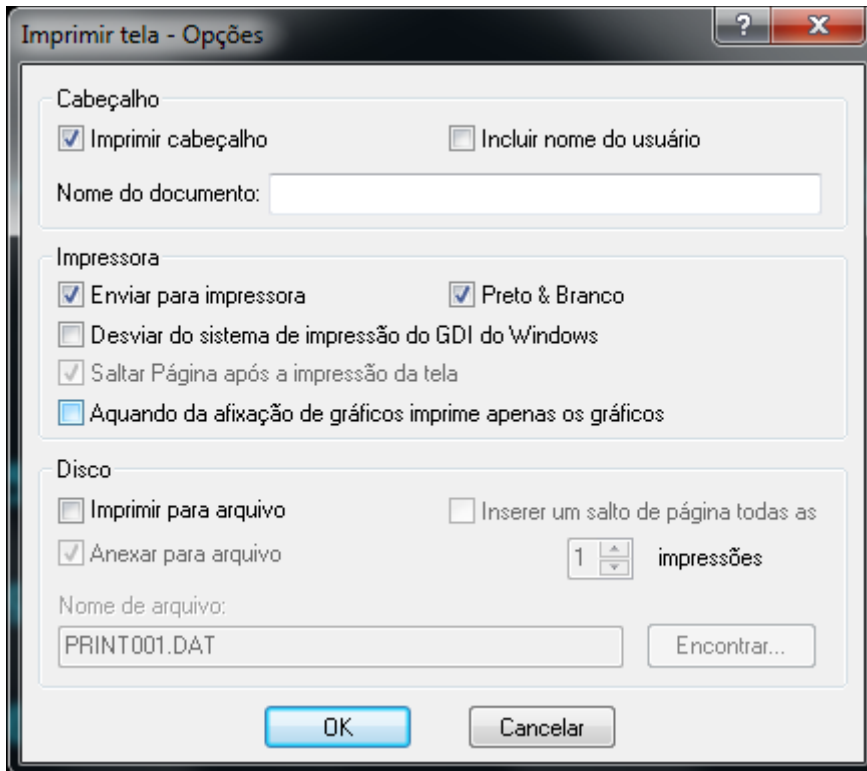 Imprimir tela - Opções
Cabeçalho
Imprimir cabeçalho
Incluir nome do usuário
Nome do documento:
Impressora
Enviar para impressora
Preto & Branco
Desviar do sistema de impressão do GDI do Windows
Saltar Página após a impressão da tela
Aquando da afixação de gráficos imprime apenas os gráficos
Disco
Imprimir para arquivo
Inserer um salto de página todas as
Anexar para arquivo
1 impressões
Nome de arquivo:
PRINT001.DAT
Encontrar...
OK
Cancelar